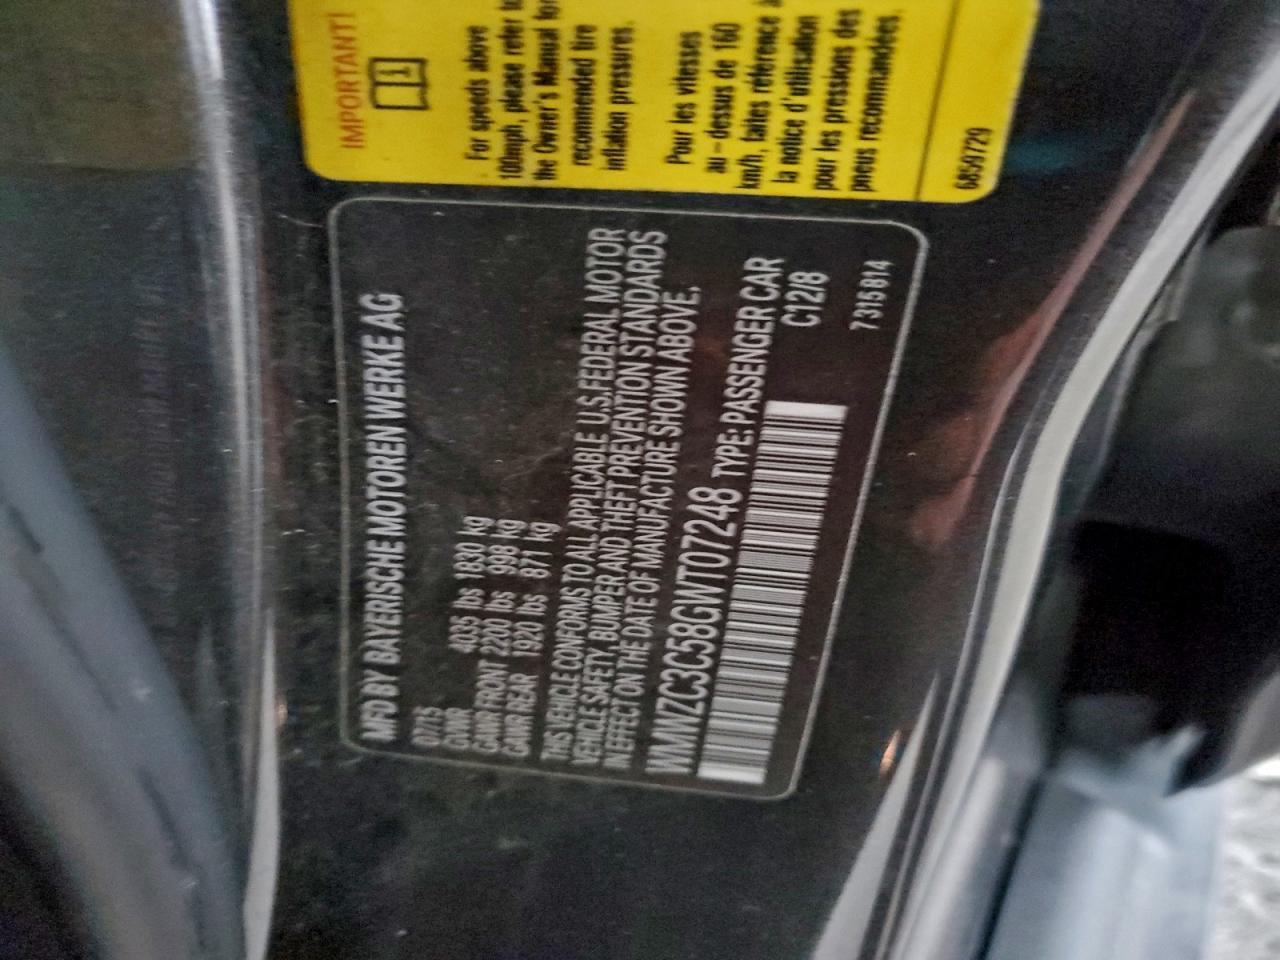 IMPORTANT!
For speeds above
100mph, please refer to
the Owner's Manual for
recommended tire
inflation pressures.
Pour les vitesses
au-dessus de 160
km/h, faites référence à
la notice d'utilisation
pour les pressions des
pneus recommandées.
6859729
MFD BY BAYERISCHE MOTOREN WERKE AG
07/15
GVWR 4035 lbs 1830 kg
GAWR FRONT 2200 lbs 998 kg
GAWR REAR 1920 lbs 871 kg
THIS VEHICLE CONFORMS TO ALL APPLICABLE U.S. FEDERAL MOTOR
VEHICLE SAFETY, BUMPER AND THEFT PREVENTION STANDARDS
IN EFFECT ON THE DATE OF MANUFACTURE SHOWN ABOVE.
WMWZC3C58GWT07248 TYPE: PASSENGER CAR
C12/8
7315814